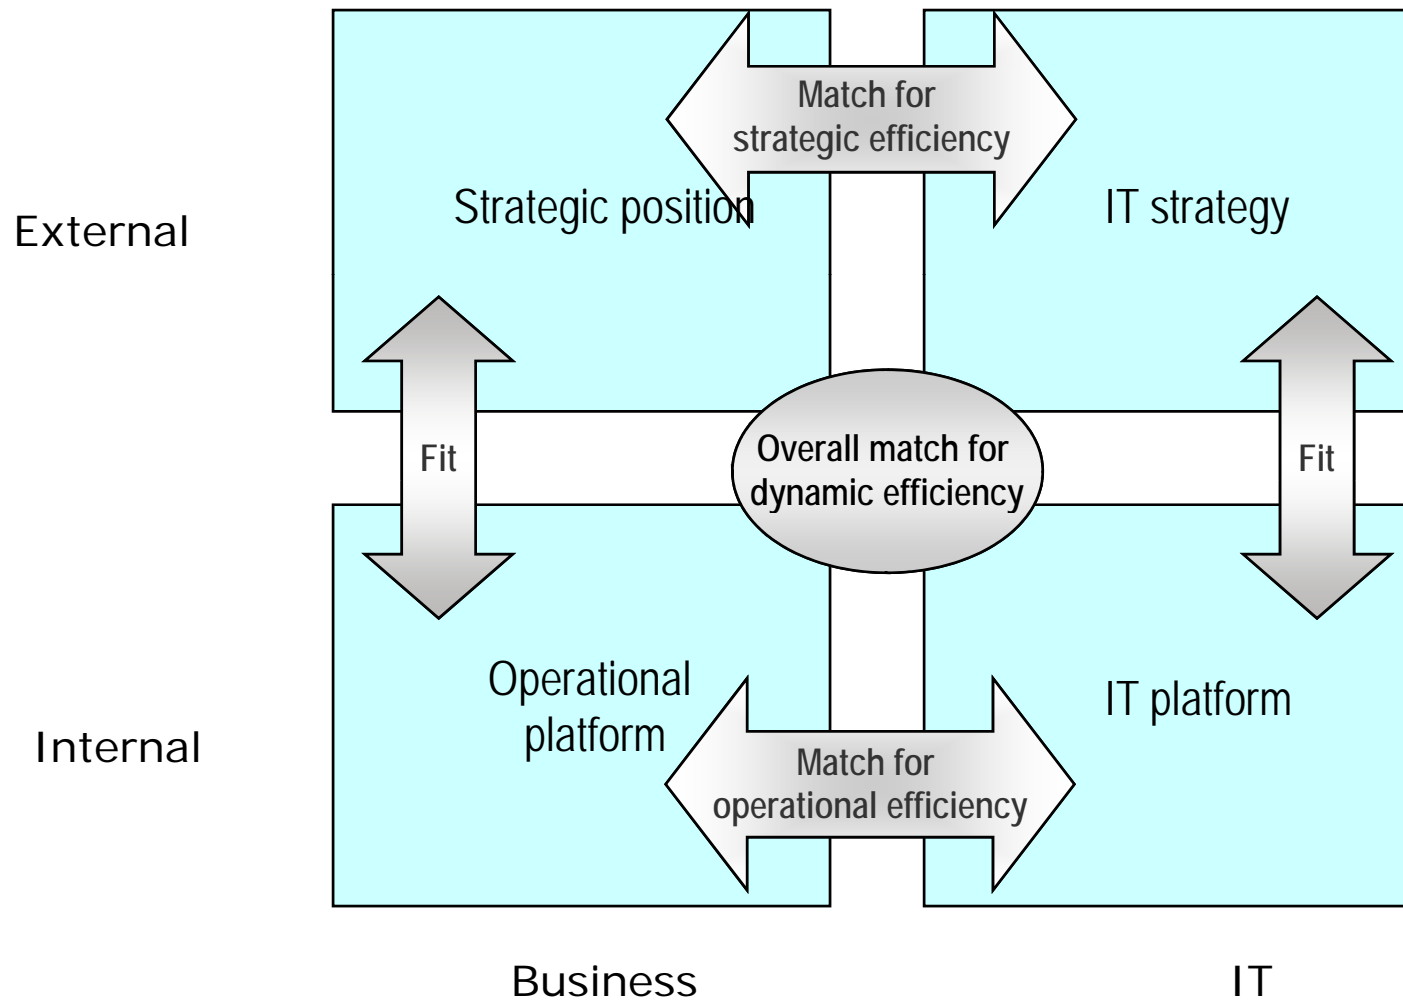 Match for
strategic efficiency
Strategic position
IT strategy
External
Fit
Overall match for
dynamic efficiency
Fit
Operational
platform
IT platform
Internal
Match for
operational efficiency
Business
IT